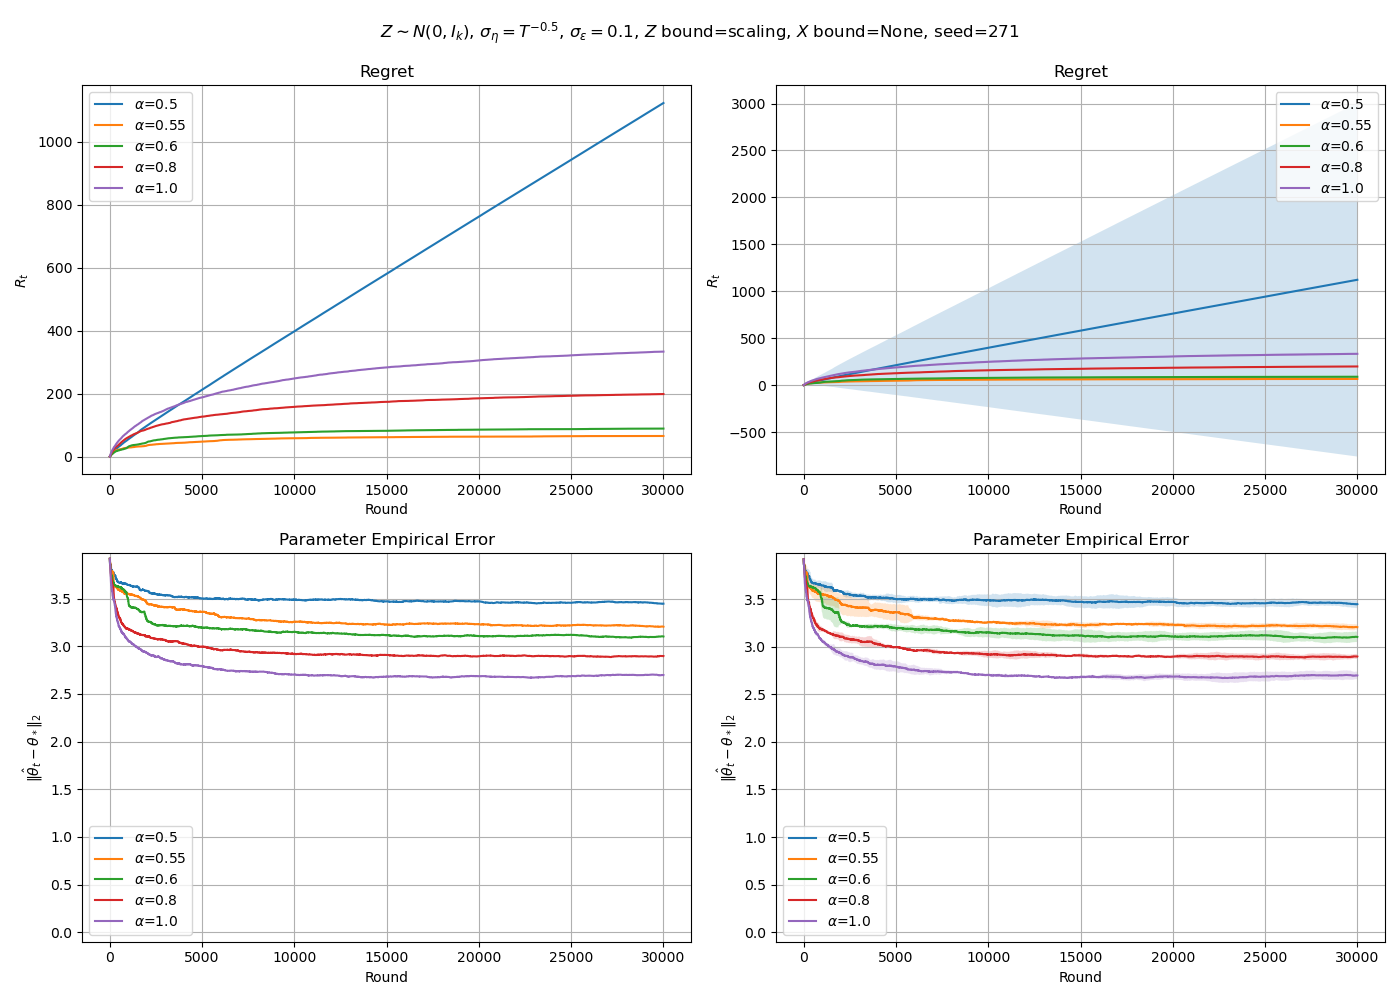 Z ∼ N(0, I_k), σ_η = T^{−0.5}, σ_ε = 0.1, Z bound=scaling, X bound=None, seed=271
Regret
R_t
1000
800
600
400
200
0
α=0.5
α=0.55
α=0.6
α=0.8
α=1.0
0 5000 10000 15000 20000 25000 30000
Round
Regret
R_t
3000
2500
2000
1500
1000
500
0
−500
α=0.5
α=0.55
α=0.6
α=0.8
α=1.0
0 5000 10000 15000 20000 25000 30000
Round
Parameter Empirical Error
‖θ̂_t − θ_*‖₂
3.5
3.0
2.5
2.0
1.5
1.0
0.5
0.0
α=0.5
α=0.55
α=0.6
α=0.8
α=1.0
0 5000 10000 15000 20000 25000 30000
Round
Parameter Empirical Error
‖θ̂_t − θ_*‖₂
3.5
3.0
2.5
2.0
1.5
1.0
0.5
0.0
α=0.5
α=0.55
α=0.6
α=0.8
α=1.0
0 5000 10000 15000 20000 25000 30000
Round